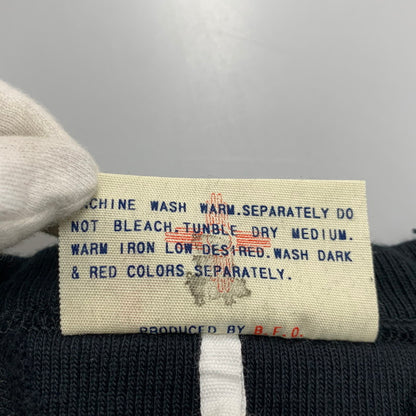 ACHINE WASH WARM.SEPARATELY DO
NOT BLEACH.TUNBLE DRY MEDIUM.
WARM IRON LOW DESIRED.WASH DARK
& RED COLORS SEPARATELY.
PRODUCED BY B.F.O.